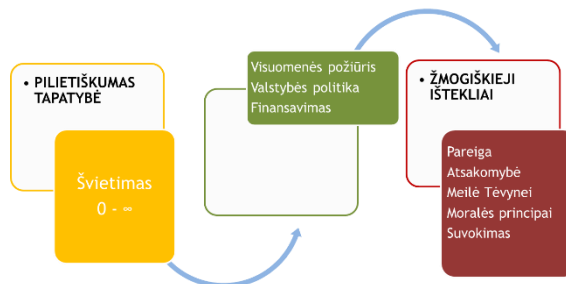 • PILIETIŠKUMAS
TAPATYBĖ
Švietimas
0 - ∞
Visuomenės požiūris
Valstybės politika
Finansavimas
• ŽMOGIŠKIEJI
IŠTEKLIAI
Pareiga
Atsakomybė
Meilė Tėvynei
Moralės principai
Suvokimas